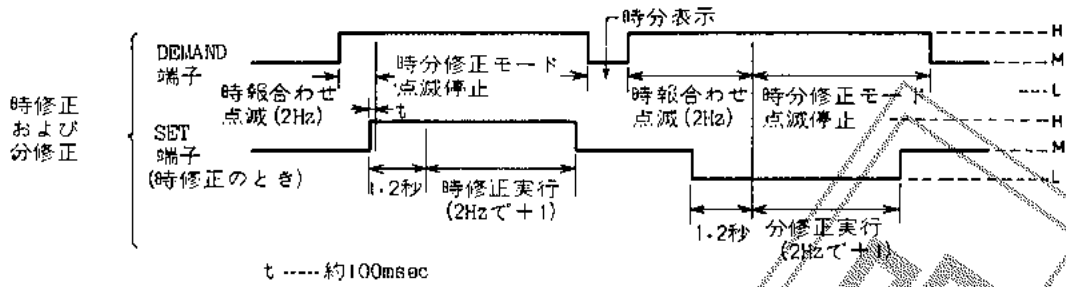 時分表示
DEMAND
端子
時報合わせ
点滅(2Hz)
時分修正モード
点滅停止
時報合わせ
点滅(2Hz)
時分修正モード
点滅停止
H
M
L
時修正
および
分修正
t
SET
端子
(時修正のとき)
H
M
L
1.2秒
時修正実行
(2Hzで+1)
1.2秒
分修正実行
(2Hzで+1)
t ----- 約100msec